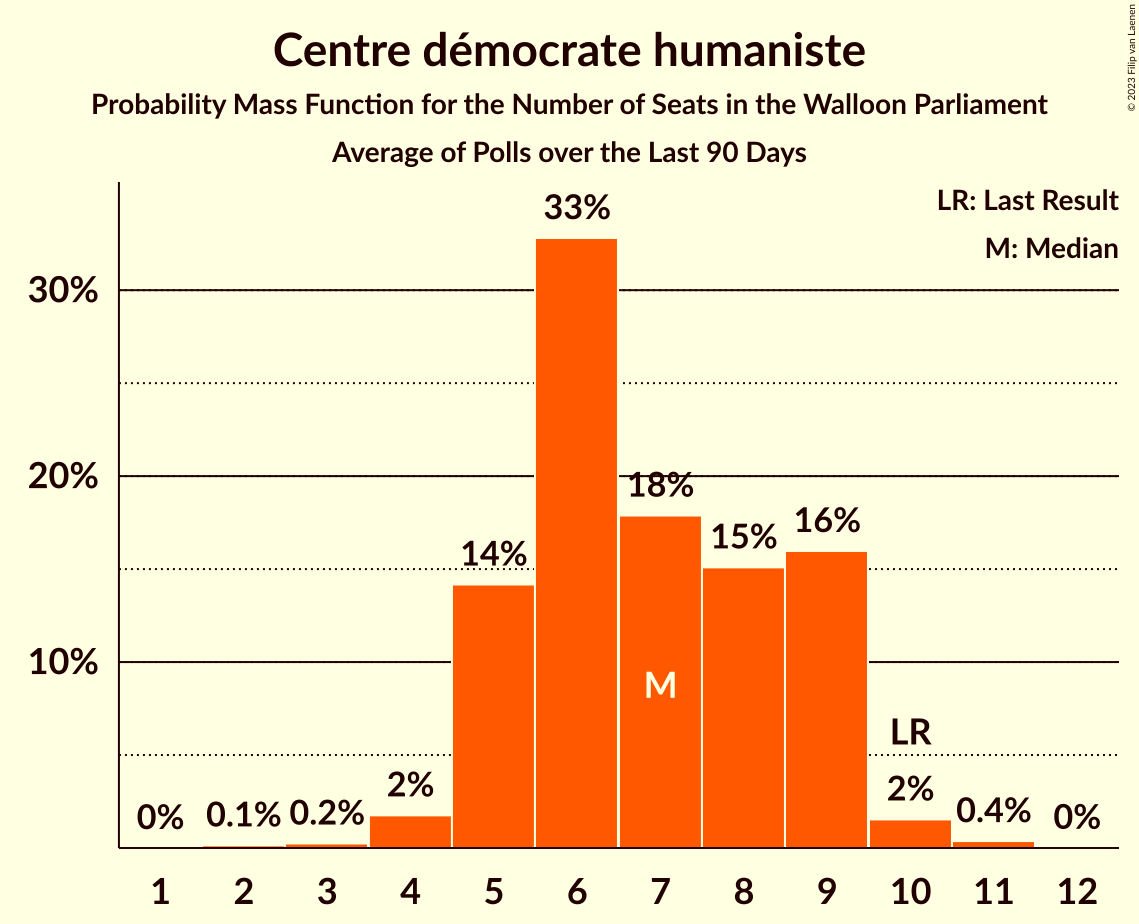 Centre démocrate humaniste
Probability Mass Function for the Number of Seats in the Walloon Parliament
Average of Polls over the Last 90 Days
© 2023 Filip van Laenen
LR: Last Result
M: Median
33%
30%
20%
18%
16%
15%
14%
10%
M
LR
2%
2%
0% 0.1% 0.2% 0.4% 0%
1 2 3 4 5 6 7 8 9 10 11 12